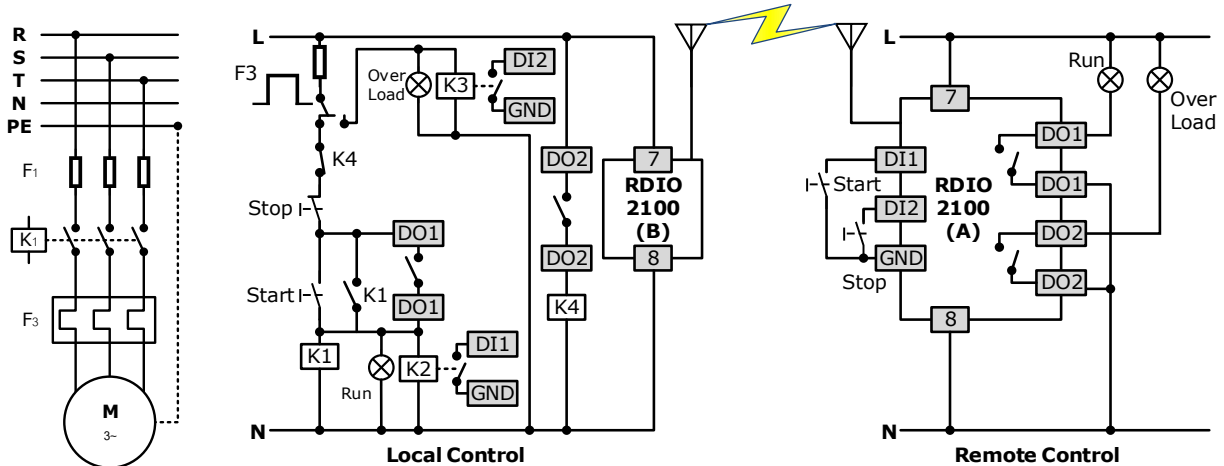 R
S
T
N
PE
F1
K1
F3
M
3~
L
F3
Over
Load
K3
DI2
GND
K4
Stop
DO1
Start
K1
DO1
K1
Run
K2
DI1
GND
DO2
DO2
K4
7
RDIO
2100
(B)
8
N
Local Control
L
Run
Over
Load
7
DI1
Start
DI2
GND
Stop
RDIO
2100
(A)
DO1
DO1
DO2
DO2
8
N
Remote Control